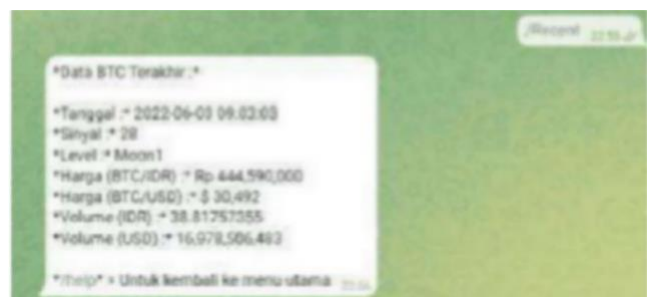 /Recent
*Data BTC Terakhir :*
*Tanggal :* 2022-06-03 09:03:03
*Sinyal :* 28
*Level :* Moon1
*Harga (BTC/IDR) :* Rp 444,590,000
*Harga (BTC/USD) :* $ 30,492
*Volume (IDR) :* 38.81757355
*Volume (USD) :* 16,978,506,483
*/help* > Untuk kembali ke menu utama